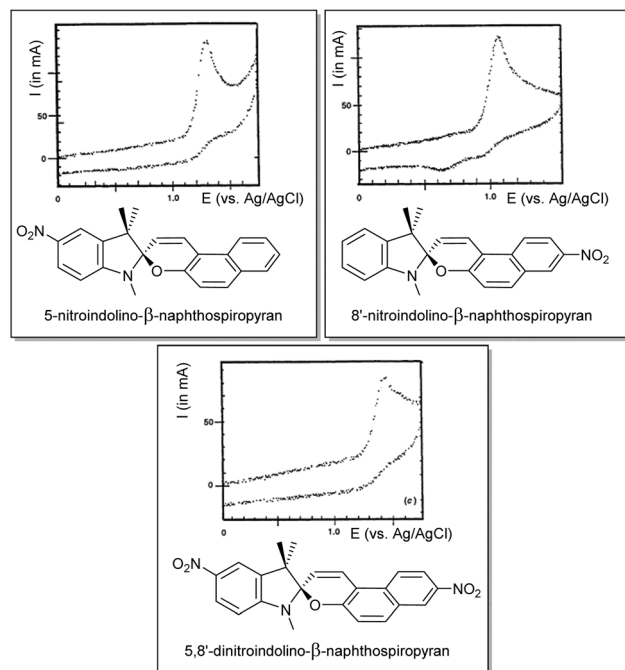 I (in mA)
50
0
0
1.0
E (vs. Ag/AgCl)
O₂N
N
O
5-nitroindolino-β-naphthospiropyran
I (in mA)
50
0
0
1.0
E (vs. Ag/AgCl)
N
O
NO₂
8'-nitroindolino-β-naphthospiropyran
I (in mA)
50
0
0
1.0
(c)
E (vs. Ag/AgCl)
O₂N
N
O
NO₂
5,8'-dinitroindolino-β-naphthospiropyran